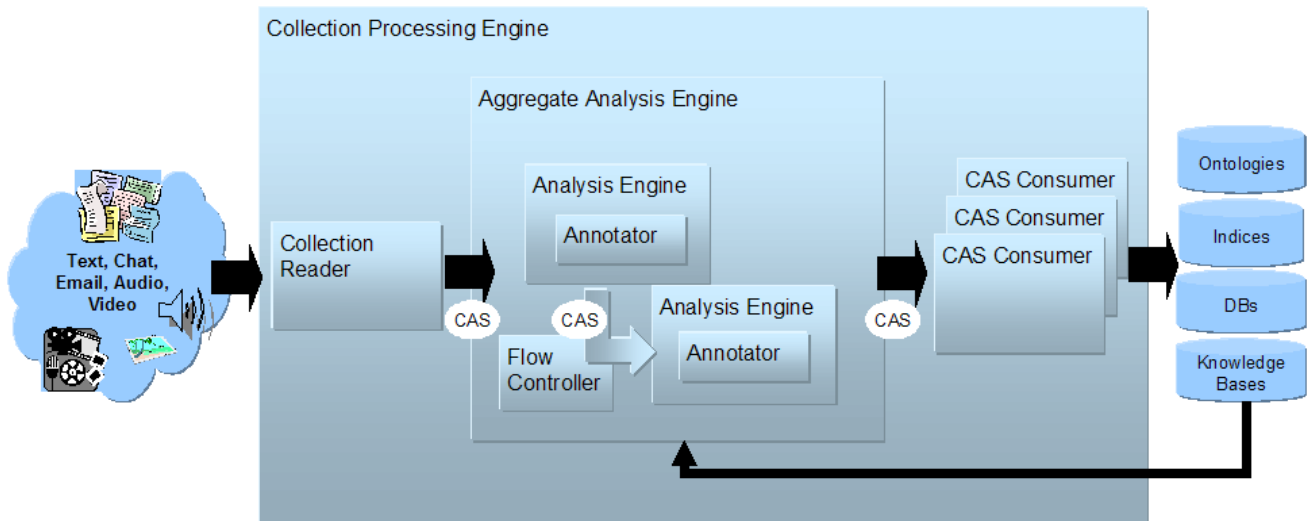 Collection Processing Engine
Aggregate Analysis Engine
Text, Chat,
Email, Audio,
Video
Collection
Reader
CAS
Analysis Engine
Annotator
CAS
Flow
Controller
Analysis Engine
Annotator
CAS
CAS Consumer
CAS Consumer
CAS Consumer
Ontologies
Indices
DBs
Knowledge
Bases